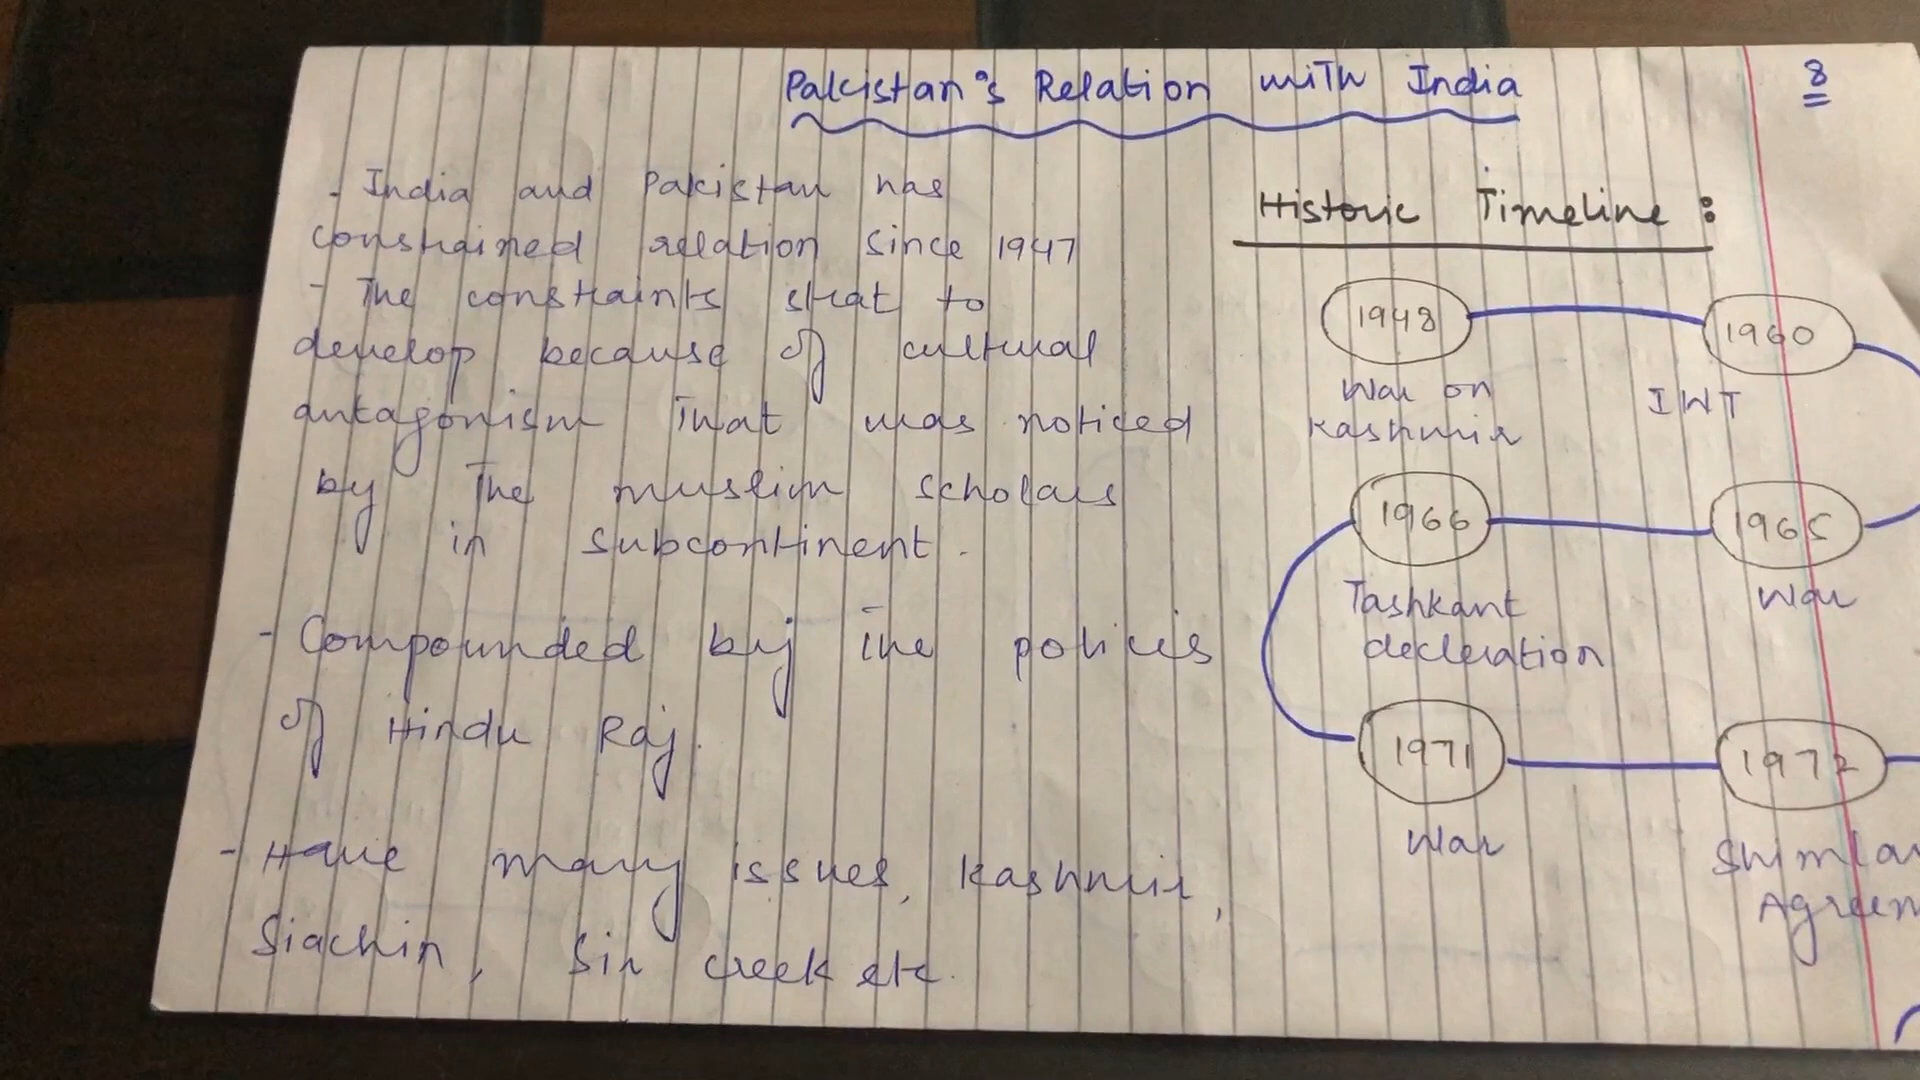 Pakistan's Relation with India
8
- India and Pakistan has
constrained relation since 1947
- The constraints strat to
develop because of cultural
antagonism that was noticed
by the muslim scholars
in subcontinent.
- Compounded by the policies
of Hindu Raj.
- Have many issues, Kashmir,
Siachin, Sir creek etc.
Historic Timeline :
1948 1960
War on IWT
Kashmir
1966 1965
Tashkant War
decleration
1971 1972
War Shimla
Agreem